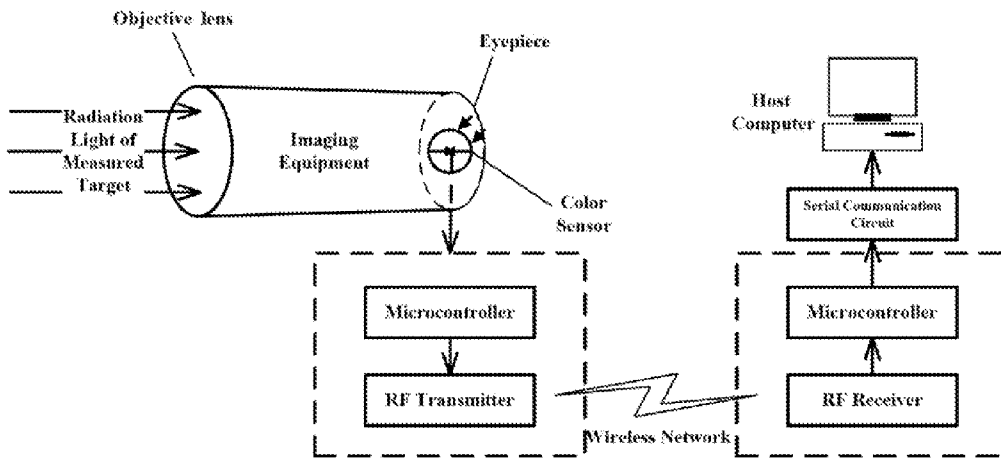 Objective lens
Eyepiece
Radiation
Light of
Measured
Target
Imaging
Equipment
Color
Sensor
Host
Computer
Serial Communication
Circuit
Microcontroller
RF Transmitter
Wireless Network
Microcontroller
RF Receiver